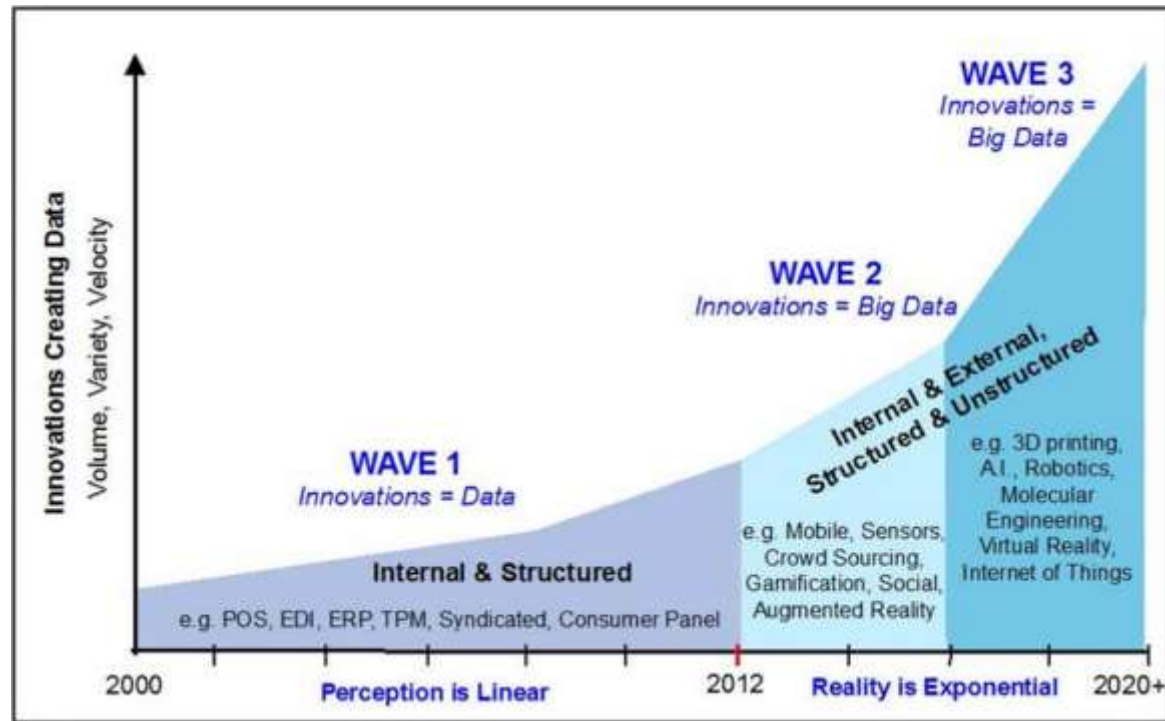 Innovations Creating Data
Volume, Variety, Velocity
WAVE 1
Innovations = Data
Internal & Structured
e.g. POS, EDI, ERP, TPM, Syndicated, Consumer Panel
WAVE 2
Innovations = Big Data
Internal & External,
Structured & Unstructured
e.g. Mobile, Sensors,
Crowd Sourcing,
Gamification, Social,
Augmented Reality
WAVE 3
Innovations =
Big Data
e.g. 3D printing,
A.I., Robotics,
Molecular
Engineering,
Virtual Reality,
Internet of Things
2000
Perception is Linear
2012
Reality is Exponential
2020+